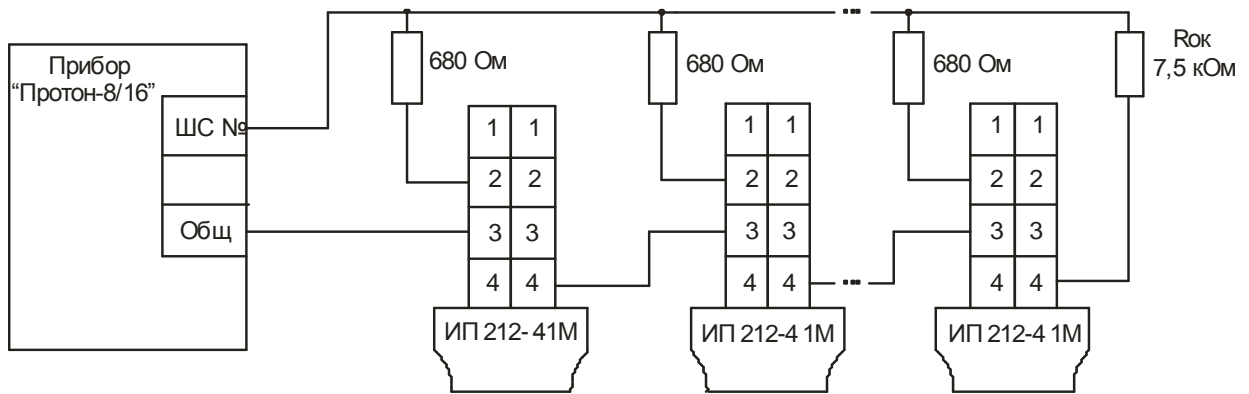 Прибор
“Протон-8/16”
ШС №
Общ
680 Ом
680 Ом
680 Ом
Rок
7,5 кОм
1 1
2 2
3 3
4 4
ИП 212- 41М
1 1
2 2
3 3
4 4
ИП 212-4 1М
1 1
2 2
3 3
4 4
ИП 212-4 1М